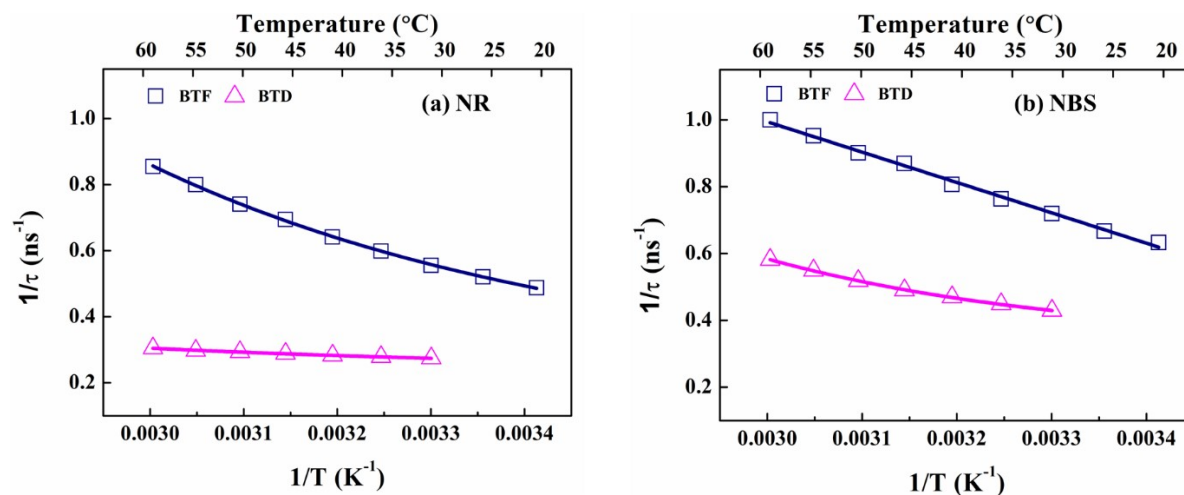 Temperature (°C)
60 55 50 45 40 35 30 25 20
BTF BTD
(a) NR
1.0
0.8
0.6
0.4
0.2
1/τ (ns⁻¹)
0.0030 0.0031 0.0032 0.0033 0.0034
1/T (K⁻¹)
Temperature (°C)
60 55 50 45 40 35 30 25 20
BTF BTD
(b) NBS
1.0
0.8
0.6
0.4
0.2
1/τ (ns⁻¹)
0.0030 0.0031 0.0032 0.0033 0.0034
1/T (K⁻¹)